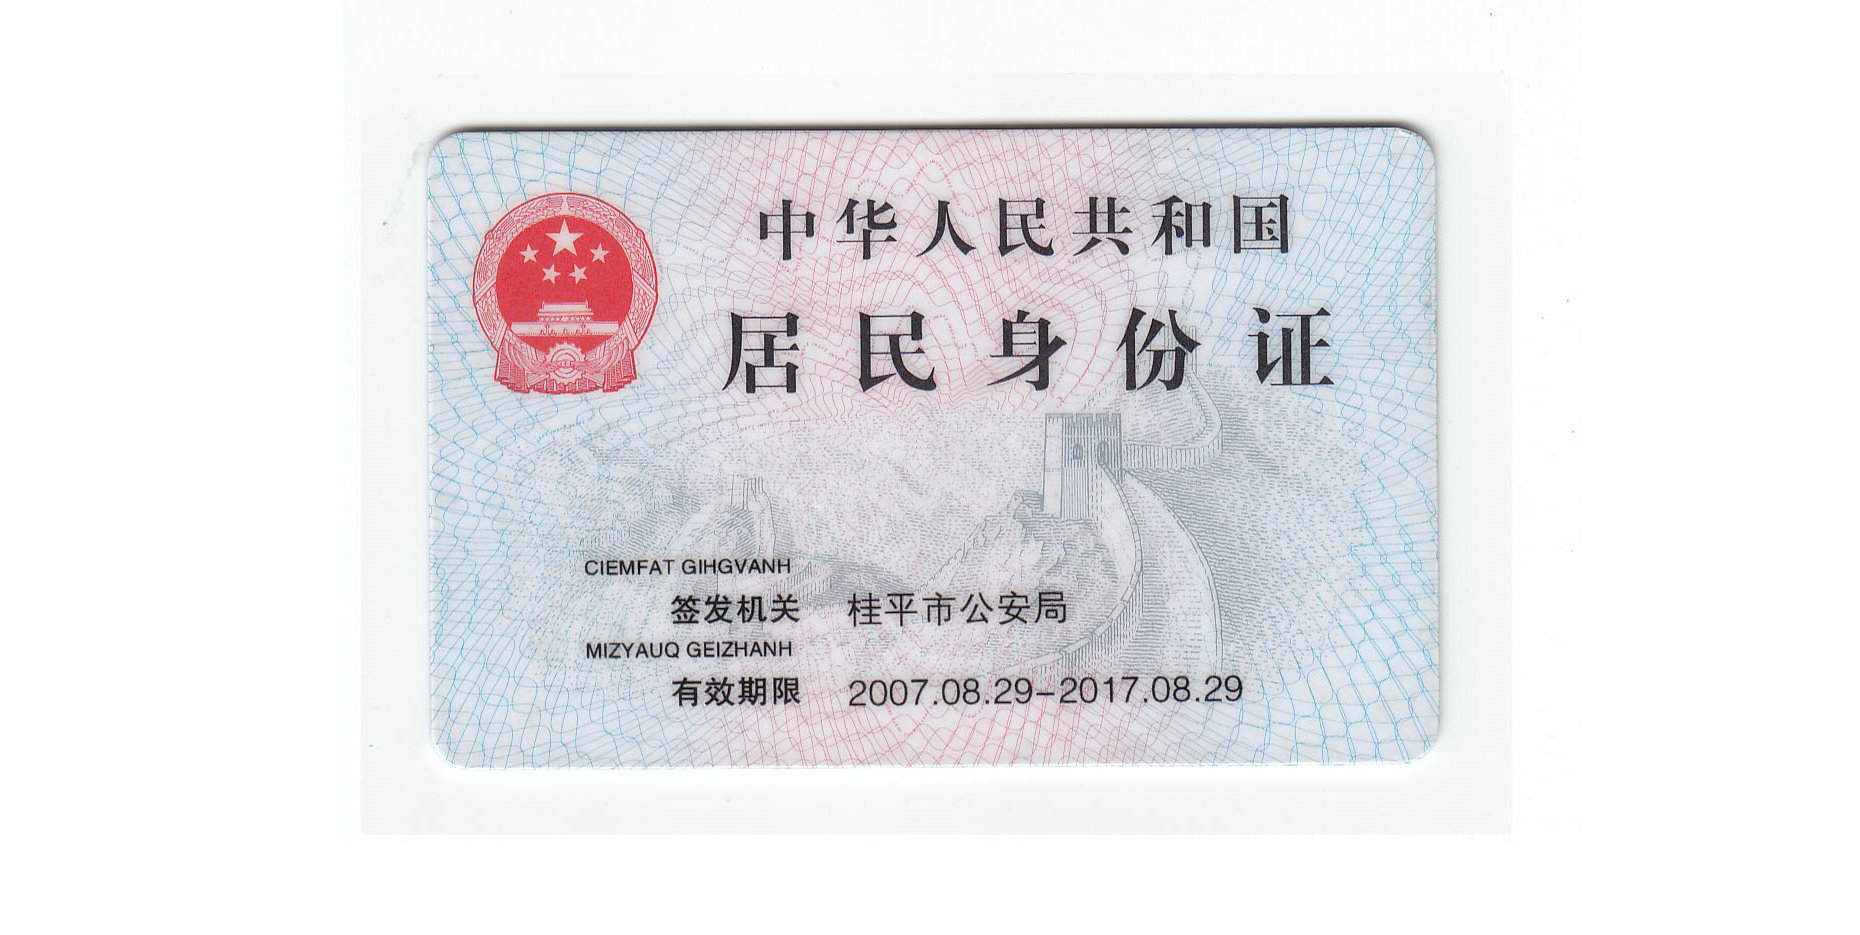 中华人民共和国
居民身份证
CIEMFAT GIHGVANH
签发机关 桂平市公安局
MIZYAUQ GEIZHANH
有效期限 2007.08.29-2017.08.29